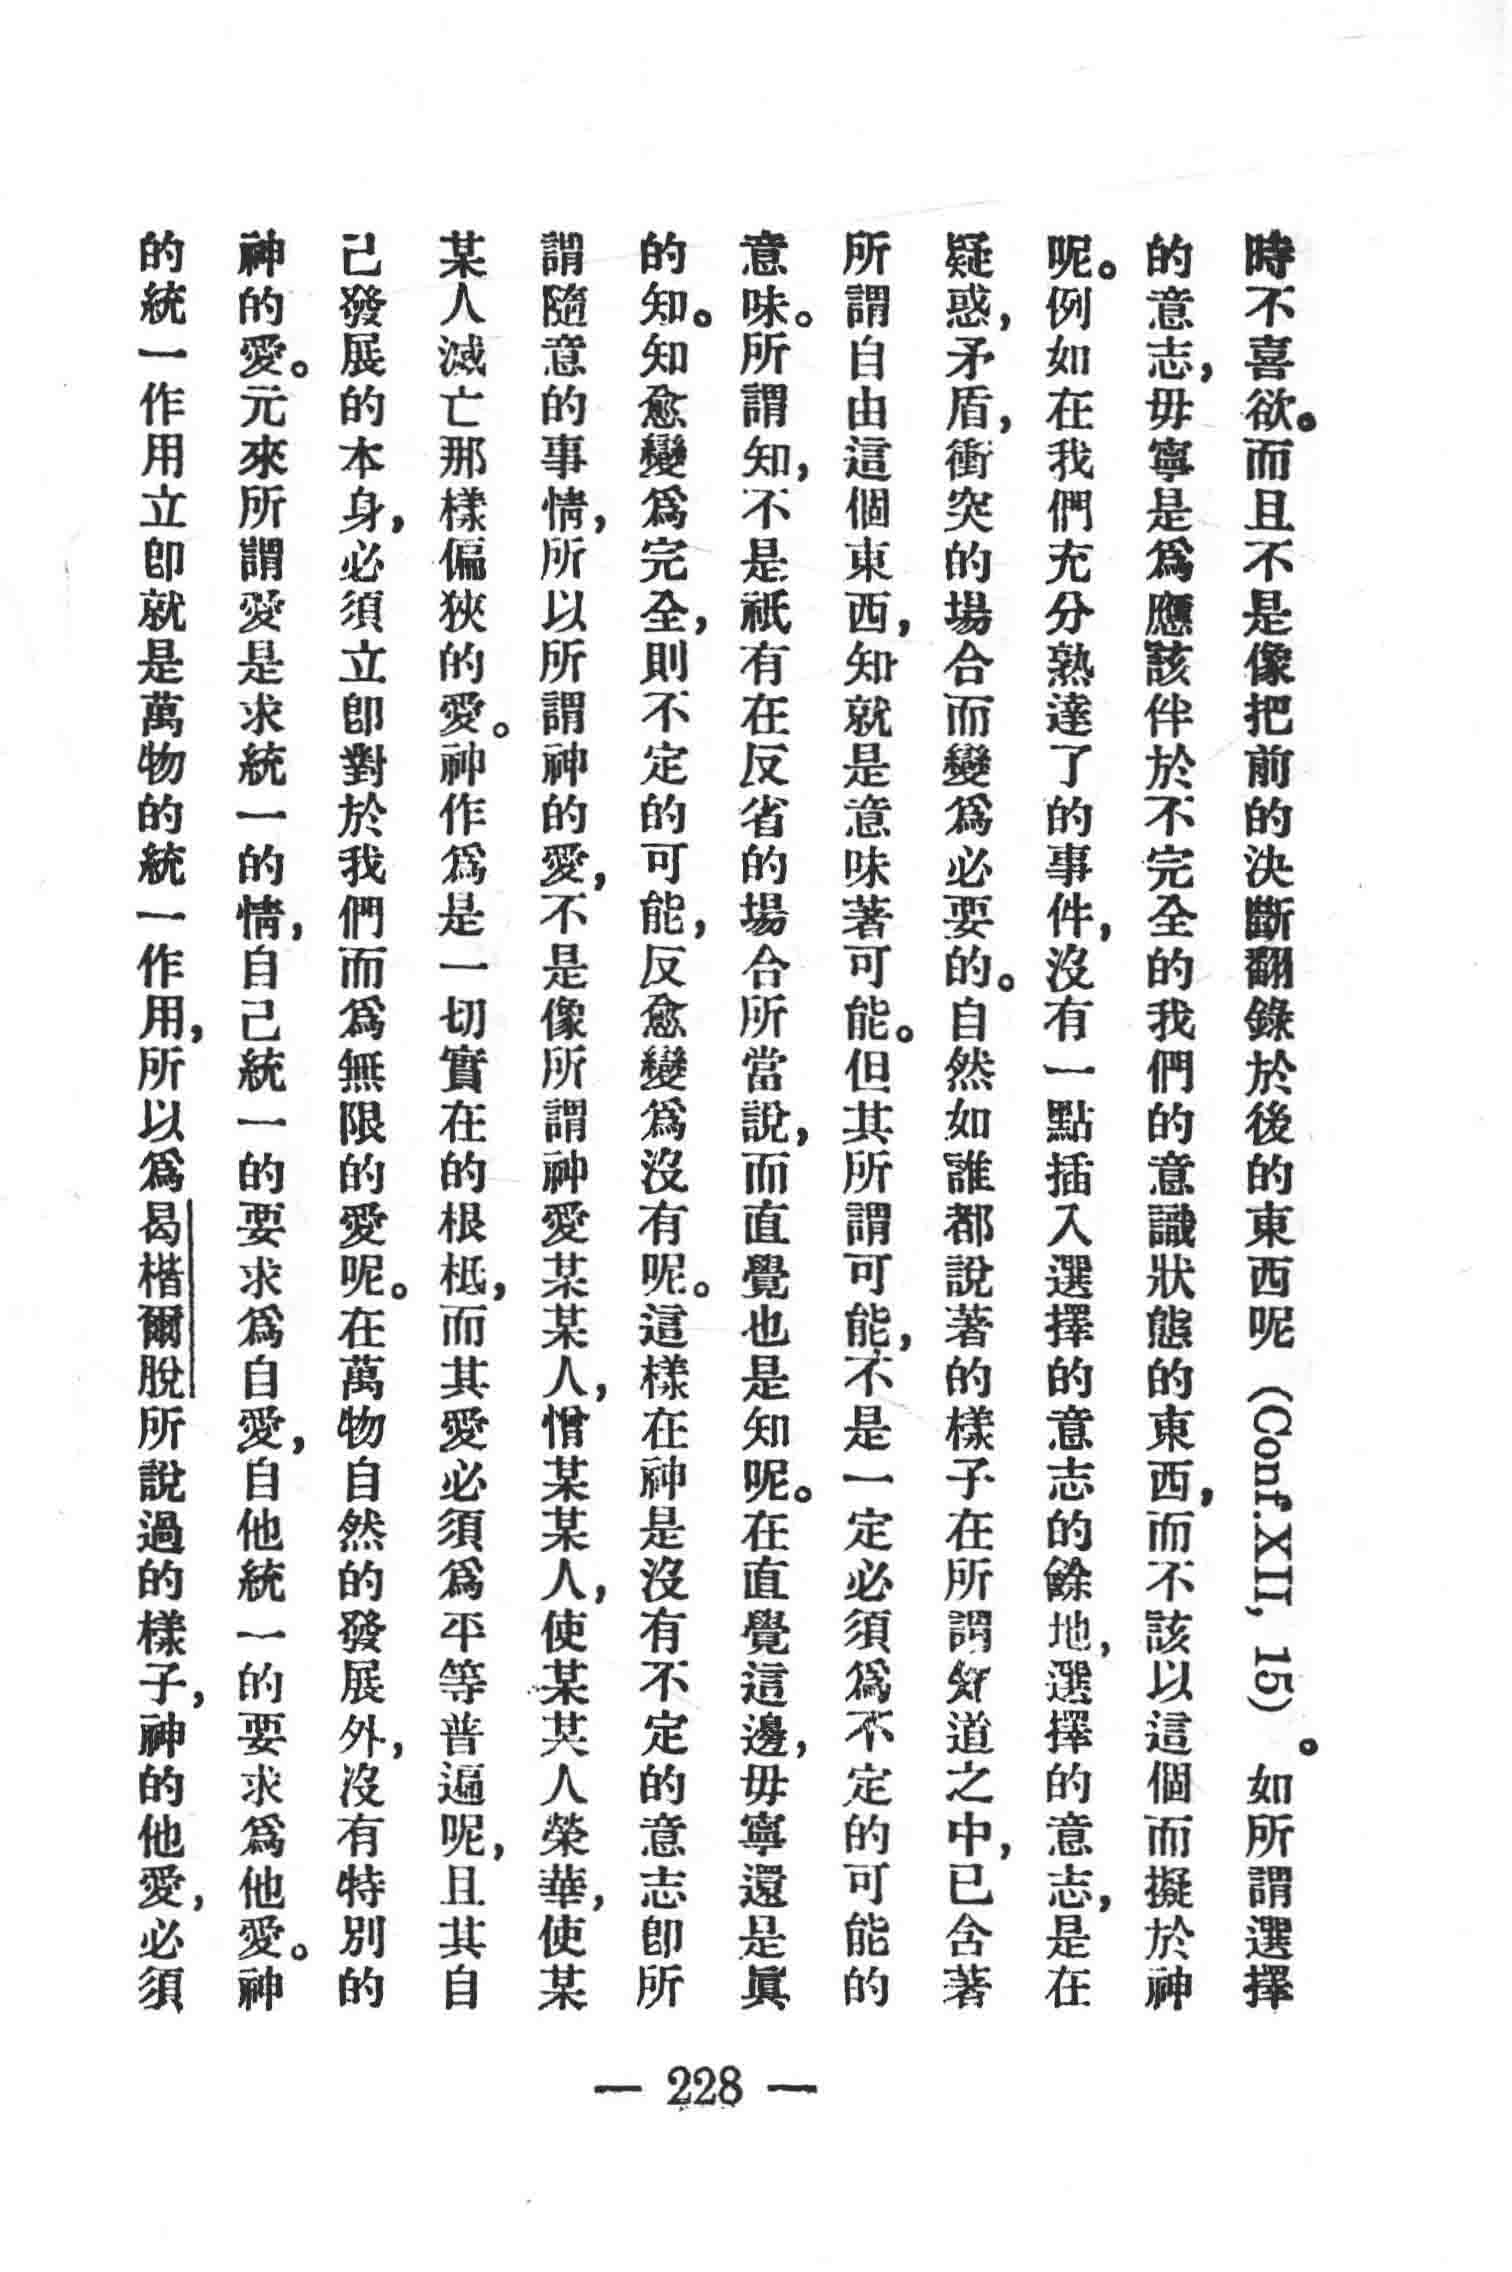 時不喜欲。而且不是像把前的決斷翻錄於後的東西呢（Conf.XII, 15）。如所謂選擇
的意志，毋寧是爲應該伴於不完全的我們的意識狀態的東西，而不該以這個而擬於神
呢。例如在我們充分熟達了的事件，沒有一點插入選擇的意志的餘地，選擇的意志，是在
疑惑，矛盾，衝突的場合而變爲必要的。自然如誰都說著的樣子在所謂知道之中，已含著
所謂自由這個東西，知就是意味著可能。但其所謂可能，不是一定必須爲不定的可能的
意味。所謂知，不是祇有在反省的場合所當說，而直覺也是知呢。在直覺這邊，毋寧還是眞
的知。知愈變爲完全，則不定的可能，反愈變爲沒有呢。這樣在神是沒有不定的意志卽所
謂隨意的事情，所以所謂神的愛，不是像所謂神愛某某人，憎某某人，使某某人榮華，使某
某人滅亡那樣偏狹的愛。神作爲是一切實在的根柢，而其愛必須爲平等普遍呢，且其自
己發展的本身，必須立卽對於我們而爲無限的愛呢。在萬物自然的發展外，沒有特別的
神的愛。元來所謂愛是求統一的情，自己統一的要求爲自愛，自他統一的要求爲他愛。神
的統一作用立卽就是萬物的統一作用，所以爲曷楷爾脫所說過的樣子，神的他愛，必須
— 228 —